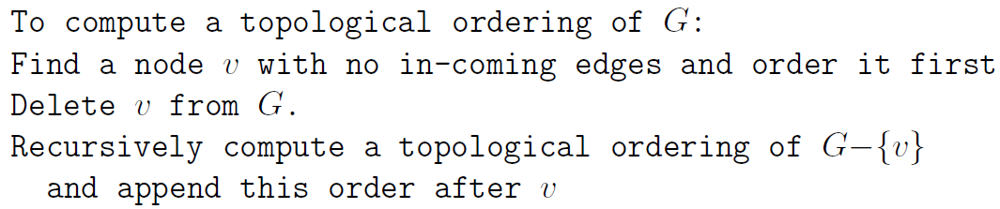 To compute a topological ordering of G:
Find a node v with no in-coming edges and order it first
Delete v from G.
Recursively compute a topological ordering of G−{v}
and append this order after v